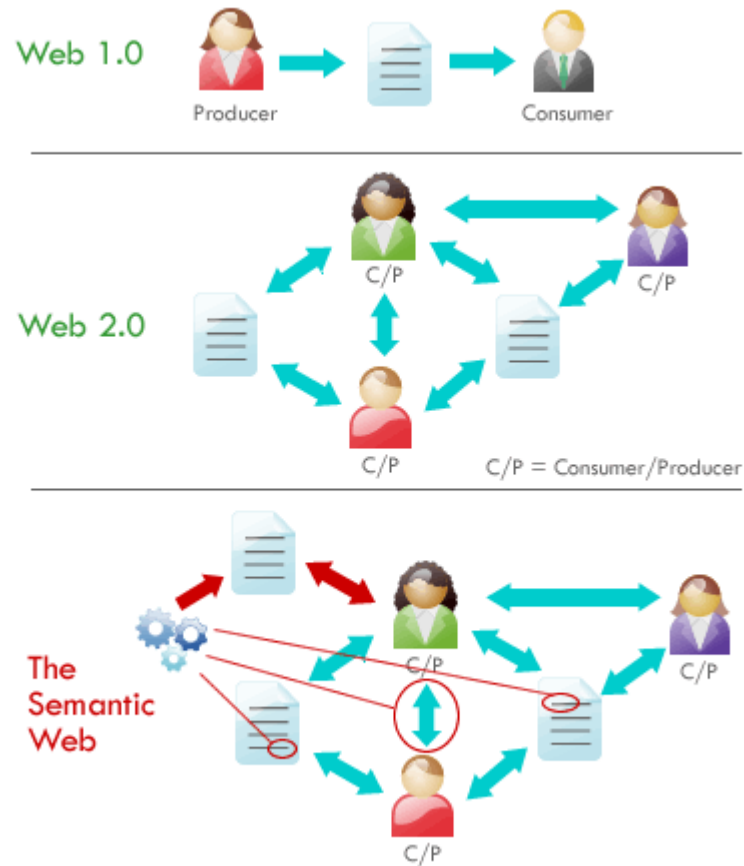 Web 1.0
Producer
Consumer
C/P
C/P
Web 2.0
C/P
C/P = Consumer/Producer
The
Semantic
Web
C/P
C/P
C/P